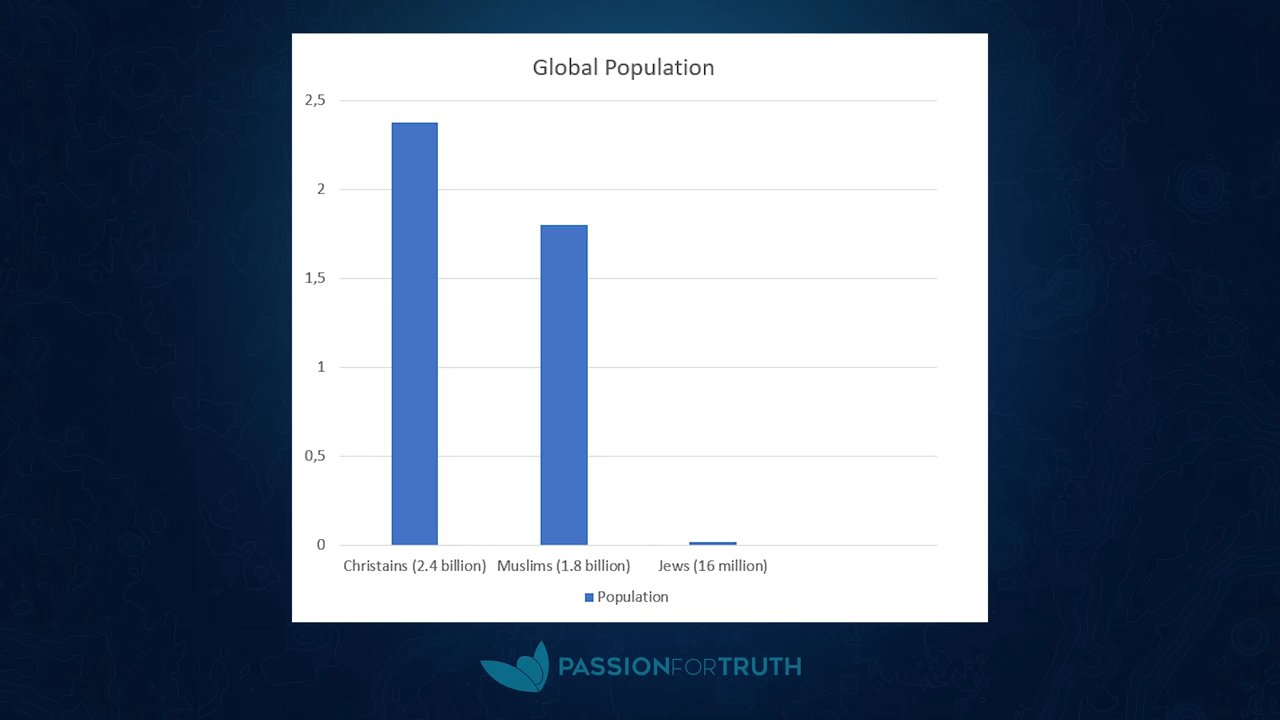 Global Population
2,5
2
1,5
1
0,5
0
Christains (2.4 billion) Muslims (1.8 billion) Jews (16 million)
Population
PASSIONFORTRUTH